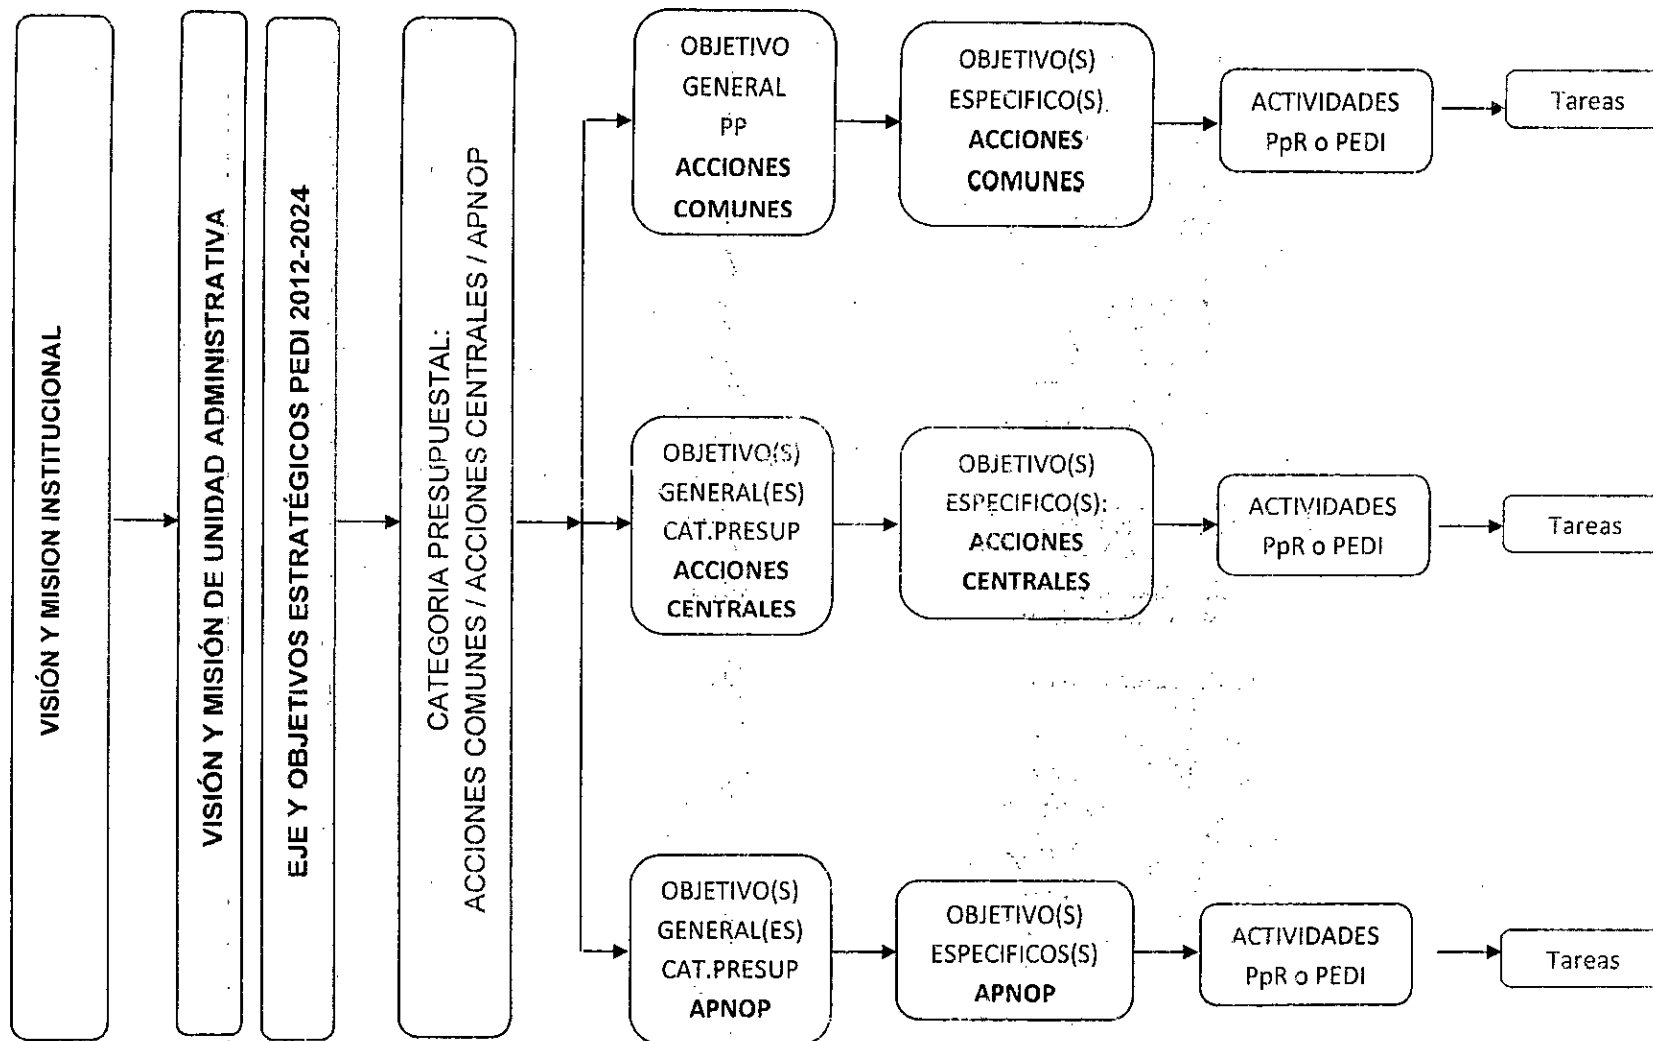 VISIÓN Y MISION INSTITUCIONAL
VISIÓN Y MISIÓN DE UNIDAD ADMINISTRATIVA
EJE Y OBJETIVOS ESTRATÉGICOS PEDI 2012-2024
CATEGORIA PRESUPUESTAL:
ACCIONES COMUNES / ACCIONES CENTRALES / APNOP
OBJETIVO
GENERAL
PP
ACCIONES
COMUNES
OBJETIVO(S)
ESPECIFICO(S)
ACCIONES
COMUNES
ACTIVIDADES
PpR o PEDI
Tareas
OBJETIVO(S)
GENERAL(ES)
CAT.PRESUP
ACCIONES
CENTRALES
OBJETIVO(S)
ESPECIFICO(S):
ACCIONES
CENTRALES
ACTIVIDADES
PpR o PEDI
Tareas
OBJETIVO(S)
GENERAL(ES)
CAT.PRESUP
APNOP
OBJETIVO(S)
ESPECIFICOS(S)
APNOP
ACTIVIDADES
PpR o PEDI
Tareas